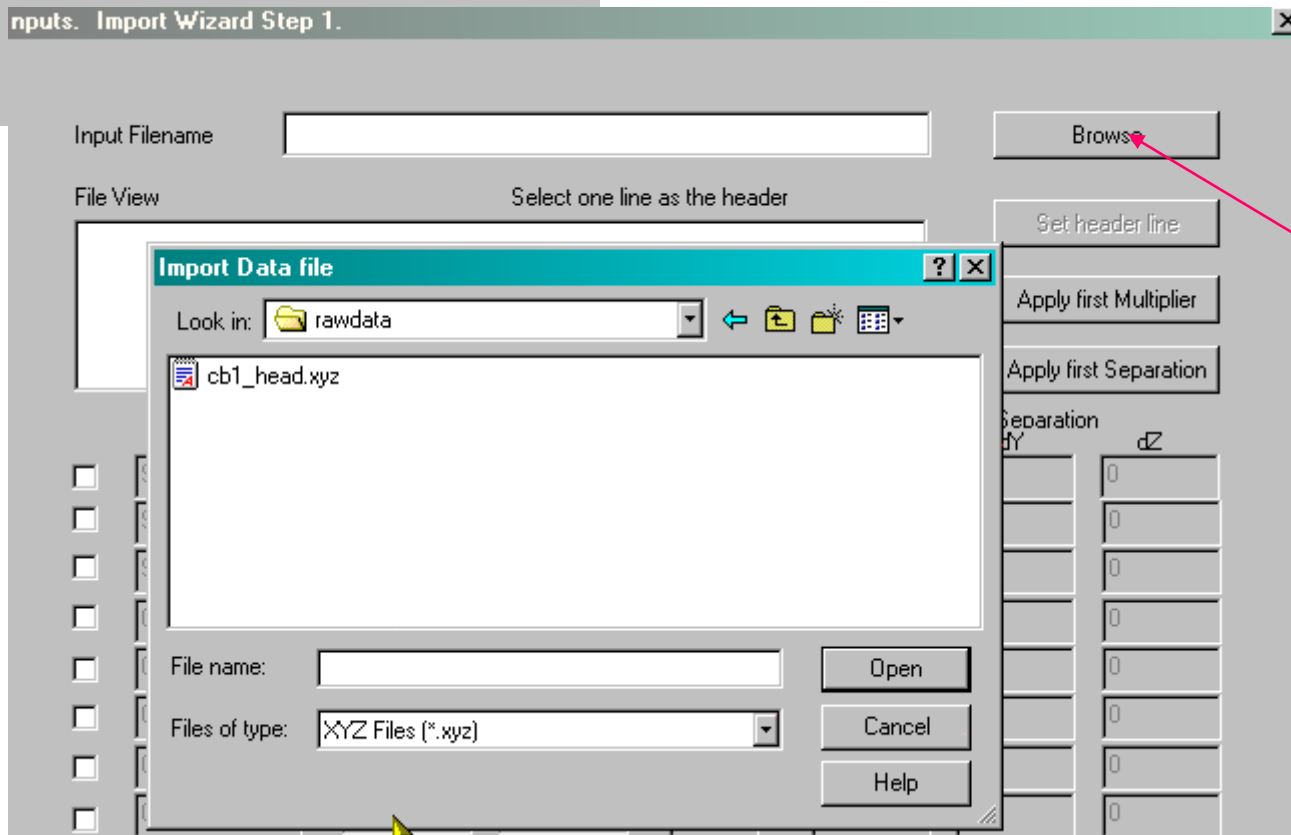 nputs. Import Wizard Step 1.
Input Filename
Browse
File View
Select one line as the header
Set header line
Import Data file
Look in: rawdata
Apply first Multiplier
cb1_head.xyz
Apply first Separation
Separation
dY dZ
0
0
0
0
0
0
0
0
File name:
Open
Files of type: XYZ Files (*.xyz)
Cancel
Help